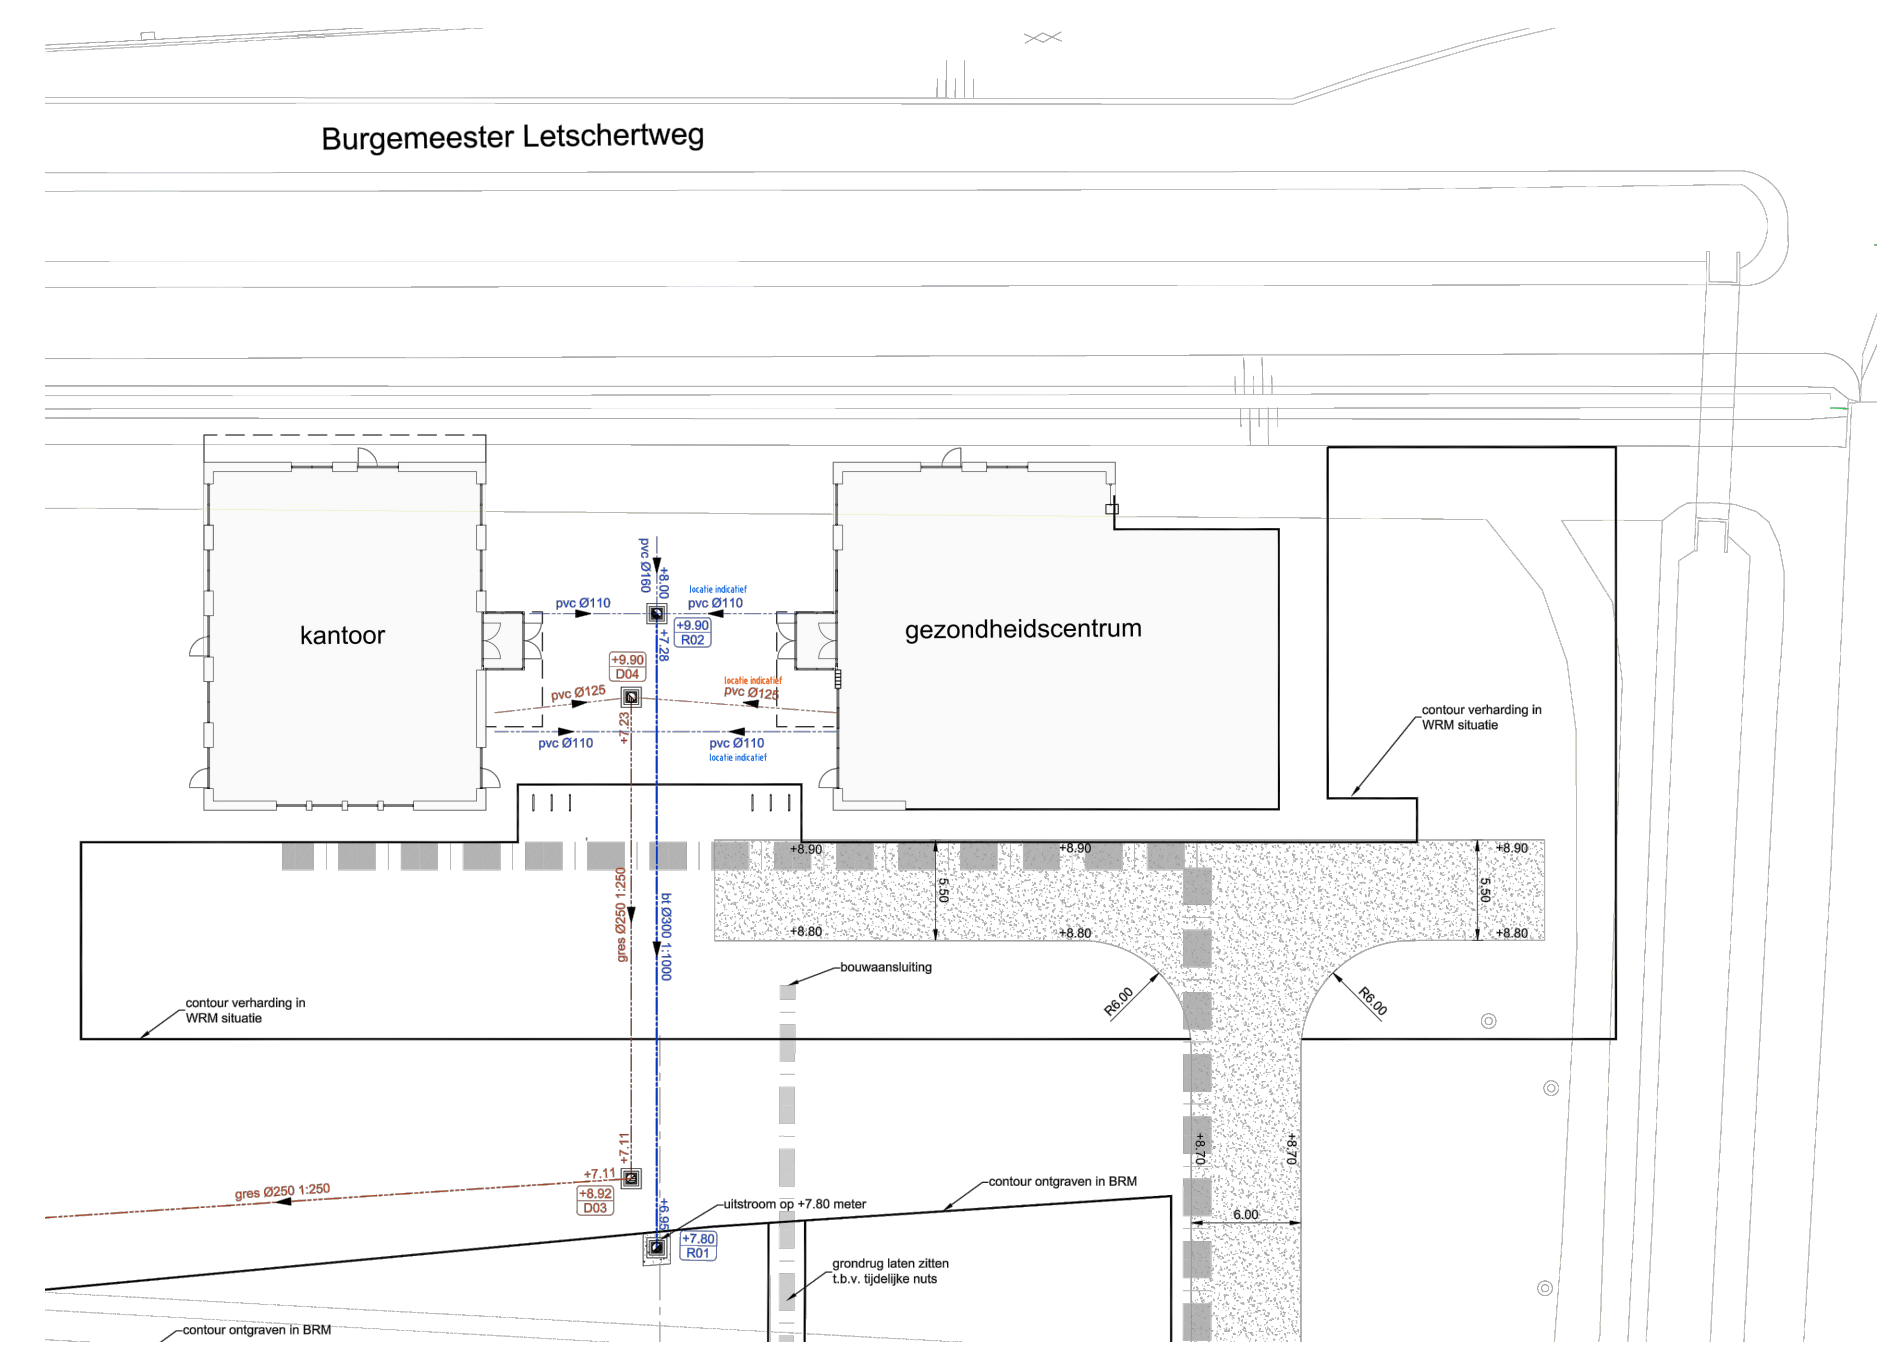 Burgemeester Letschertweg
pvc Ø160
+8.00
locatie indicatief
pvc Ø110
pvc Ø110
+9.90
R02
+7.28
kantoor
gezondheidscentrum
+9.90
D04
locatie indicatief
pvc Ø125
pvc Ø125
+7.23
pvc Ø110
pvc Ø110
locatie indicatief
contour verharding in
WRM situatie
+8.90
+8.90
+8.90
5.50
5.50
gres Ø250 1:250
bt Ø300 1:1000
+8.80
+8.80
+8.80
bouwaansluiting
R6.00
R6.00
contour verharding in
WRM situatie
+7.11
+8.70
+8.70
+7.11
gres Ø250 1:250
+8.92
D03
contour ontgraven in BRM
+6.95
uitstroom op +7.80 meter
6.00
+7.80
R01
grondrug laten zitten
t.b.v. tijdelijke nuts
contour ontgraven in BRM